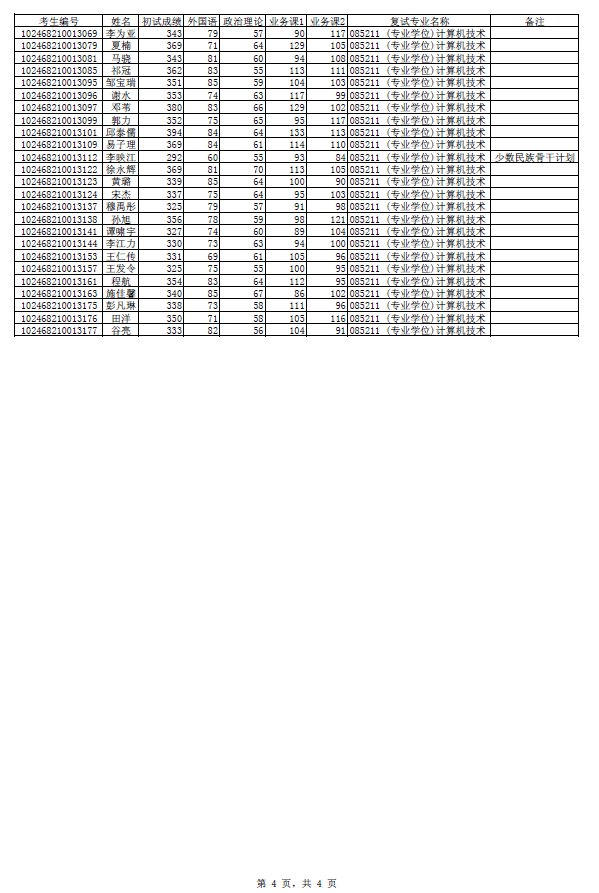 考生编号 姓名 初试成绩 外国语 政治理论 业务课1 业务课2 复试专业名称 备注
102468210013069 李为亚 343 79 57 90 117 085211 (专业学位)计算机技术
102468210013079 夏楠 369 71 64 129 105 085211 (专业学位)计算机技术
102468210013081 马骁 343 81 60 94 108 085211 (专业学位)计算机技术
102468210013085 祁冠 362 83 55 113 111 085211 (专业学位)计算机技术
102468210013095 邹宝瑞 351 85 59 104 103 085211 (专业学位)计算机技术
102468210013096 谢水 353 74 63 117 99 085211 (专业学位)计算机技术
102468210013097 邓苇 380 83 66 129 102 085211 (专业学位)计算机技术
102468210013099 郭力 352 75 65 95 117 085211 (专业学位)计算机技术
102468210013101 邱泰儒 394 84 64 133 113 085211 (专业学位)计算机技术
102468210013109 易子理 369 84 61 114 110 085211 (专业学位)计算机技术
102468210013112 李映江 292 60 55 93 84 085211 (专业学位)计算机技术 少数民族骨干计划
102468210013122 徐永辉 369 81 70 113 105 085211 (专业学位)计算机技术
102468210013123 黄璐 339 85 64 100 90 085211 (专业学位)计算机技术
102468210013124 宋杰 337 75 64 95 103 085211 (专业学位)计算机技术
102468210013137 穆禹彤 325 79 57 91 98 085211 (专业学位)计算机技术
102468210013138 孙旭 356 78 59 98 121 085211 (专业学位)计算机技术
102468210013141 谭啸宇 327 74 60 89 104 085211 (专业学位)计算机技术
102468210013144 李江力 330 73 63 94 100 085211 (专业学位)计算机技术
102468210013153 王仁传 331 69 61 105 96 085211 (专业学位)计算机技术
102468210013157 王发令 325 75 55 100 95 085211 (专业学位)计算机技术
102468210013161 程航 354 83 64 112 95 085211 (专业学位)计算机技术
102468210013163 施佳馨 340 85 67 86 102 085211 (专业学位)计算机技术
102468210013175 彭凡琳 338 73 58 111 96 085211 (专业学位)计算机技术
102468210013176 田洋 350 71 58 105 116 085211 (专业学位)计算机技术
102468210013177 谷亮 333 82 56 104 91 085211 (专业学位)计算机技术
第 4 页，共 4 页